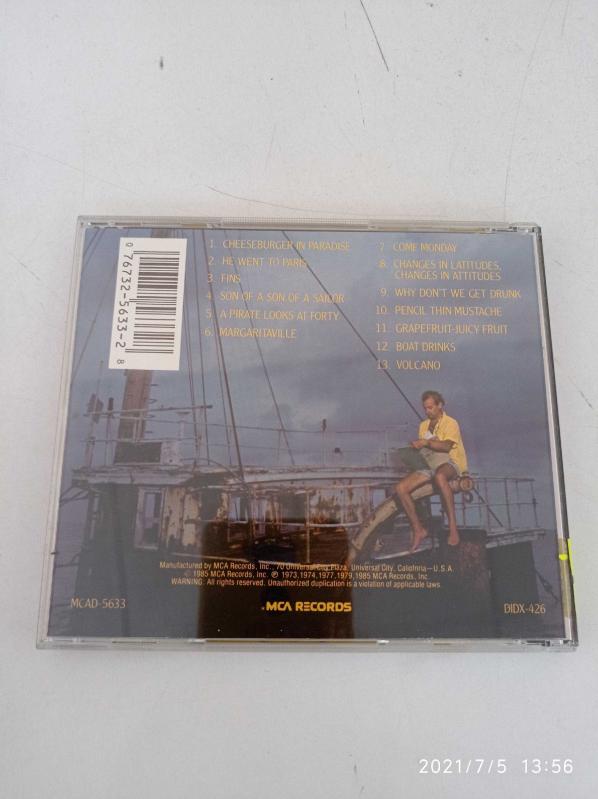 1. CHEESEBURGER IN PARADISE
2. HE WENT TO PARIS
3. FINS
4. SON OF A SON OF A SAILOR
5. A PIRATE LOOKS AT FORTY
6. MARGARITAVILLE
7. COME MONDAY
8. CHANGES IN LATITUDES,
CHANGES IN ATTITUDES
9. WHY DON'T WE GET DRUNK
10. PENCIL THIN MUSTACHE
11. GRAPEFRUIT-JUICY FRUIT
12. BOAT DRINKS
13. VOLCANO
0 76732-5633-2 8
Manufactured by MCA Records, Inc., 70 Universal City Plaza, Universal City, Caliofnria—U.S.A.
© 1985 MCA Records, Inc. ℗ 1973,1974,1977,1979,1985 MCA Records, Inc.
WARNING: All rights reserved. Unauthorized duplication is a violation of applicable laws.
MCAD-5633
MCA RECORDS
DIDX-426
2021/7/5 13:56